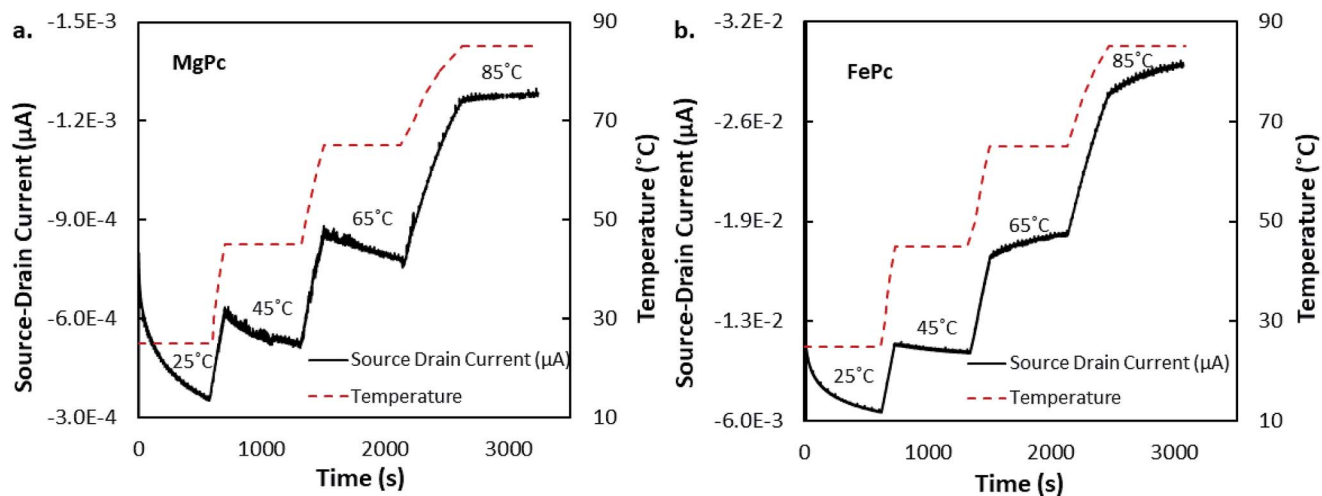 a.
MgPc
Source-Drain Current (µA)
-1.5E-3
-1.2E-3
-9.0E-4
-6.0E-4
-3.0E-4
25˚C
45˚C
65˚C
85˚C
Source Drain Current (µA)
Temperature
90
70
50
30
10
Temperature (˚C)
0
1000
2000
3000
Time (s)
b.
FePc
Source-Drain Current (µA)
-3.2E-2
-2.6E-2
-1.9E-2
-1.3E-2
-6.0E-3
25˚C
45˚C
65˚C
85˚C
Source Drain Current (µA)
Temperature
90
70
50
30
10
Temperature (˚C)
0
1000
2000
3000
Time (s)